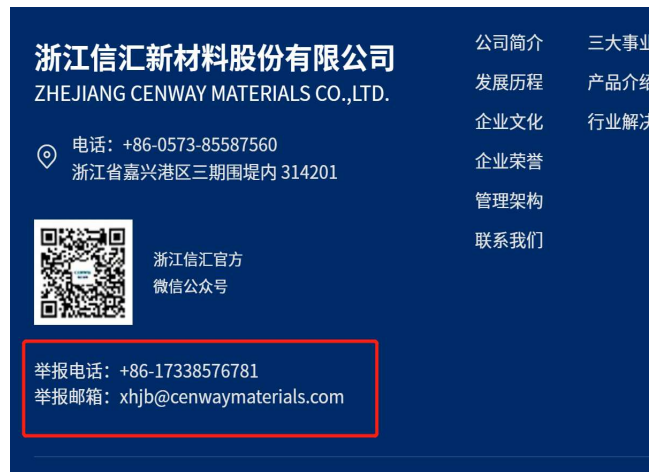 浙江信汇新材料股份有限公司
ZHEJIANG CENWAY MATERIALS CO.,LTD.
电话：+86-0573-85587560
浙江省嘉兴港区三期围堤内 314201
浙江信汇官方
微信公众号
举报电话：+86-17338576781
举报邮箱：xhjb@cenwaymaterials.com
公司简介
发展历程
企业文化
企业荣誉
管理架构
联系我们
三大事业
产品介绍
行业解决